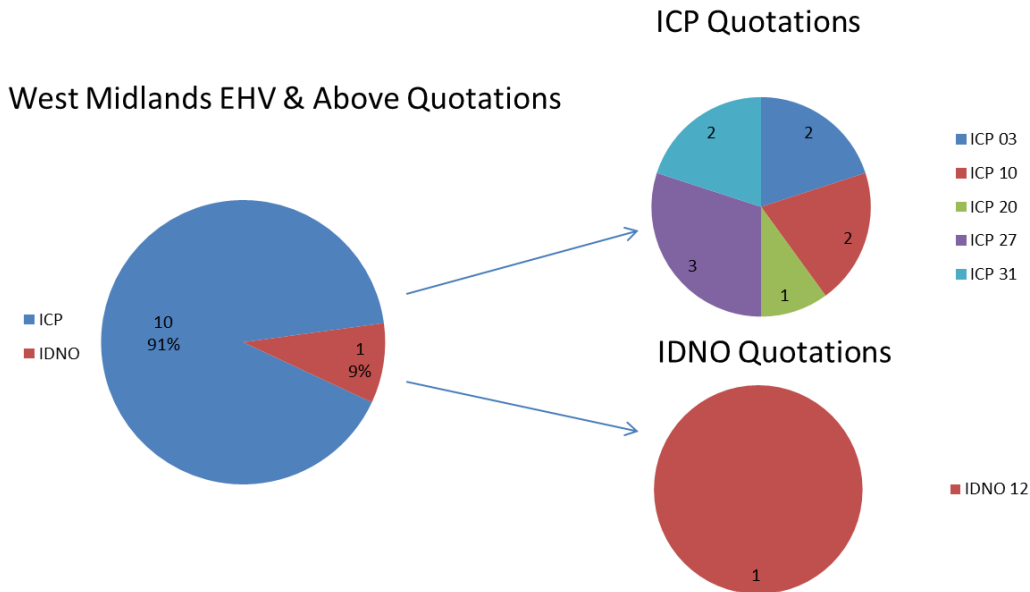 West Midlands EHV & Above Quotations
ICP
IDNO
10
91%
1
9%
ICP Quotations
2
2
1
3
2
ICP 03
ICP 10
ICP 20
ICP 27
ICP 31
IDNO Quotations
1
IDNO 12